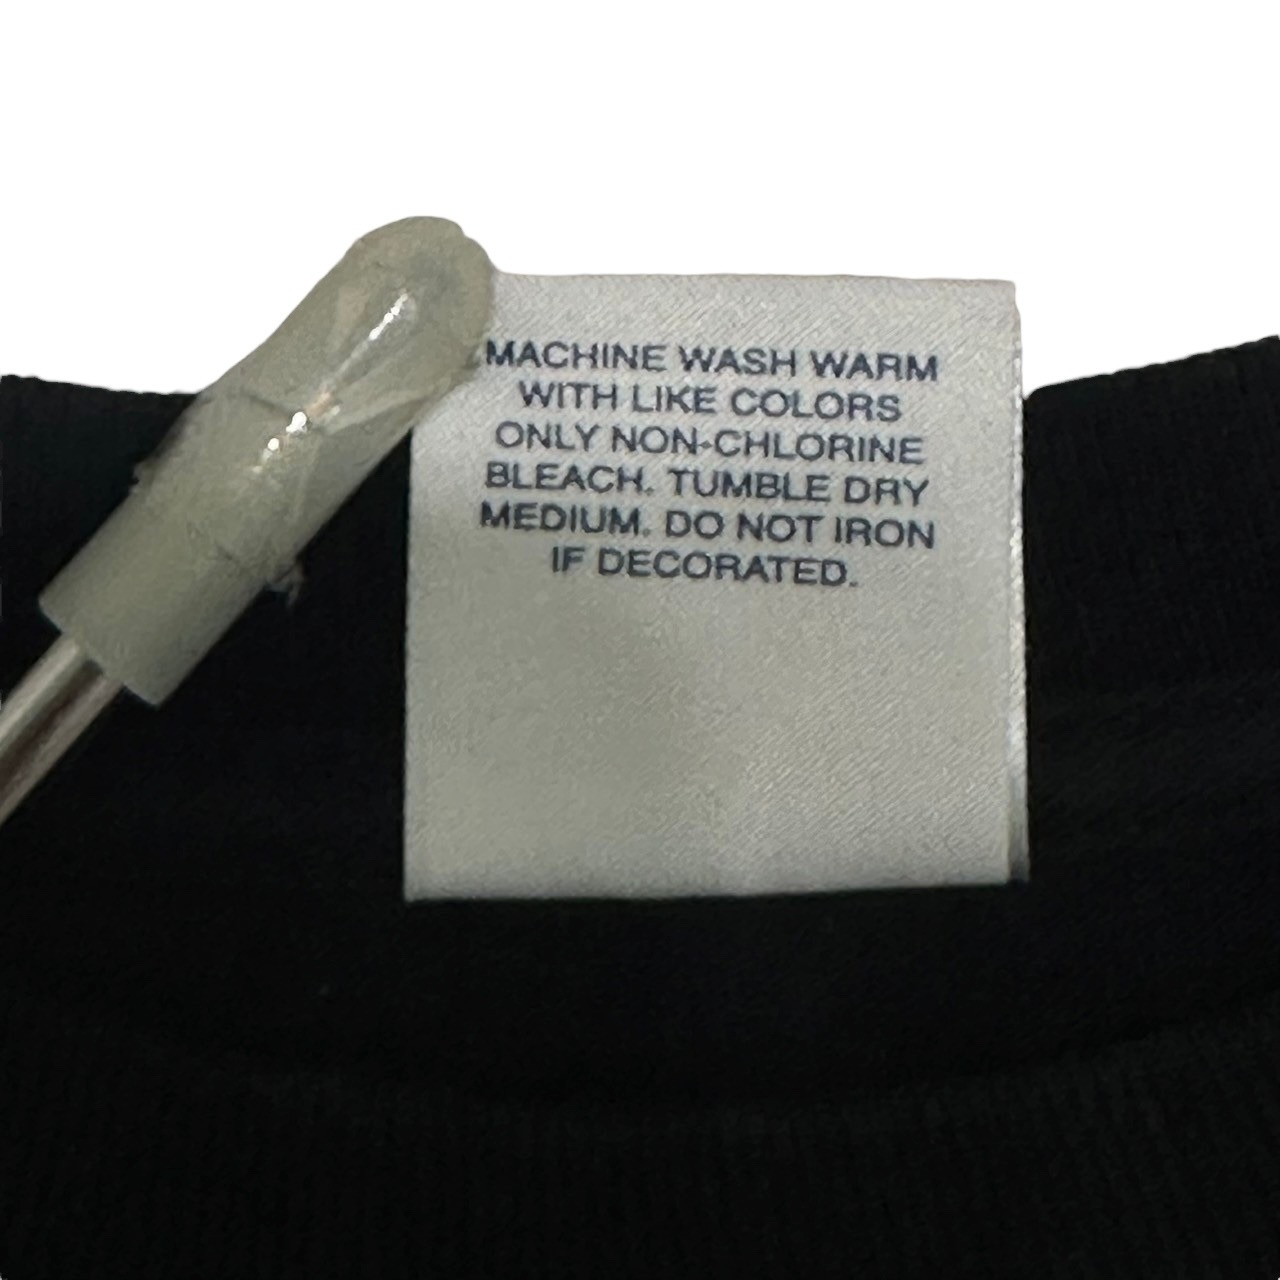 MACHINE WASH WARM
WITH LIKE COLORS
ONLY NON-CHLORINE
BLEACH. TUMBLE DRY
MEDIUM. DO NOT IRON
IF DECORATED.